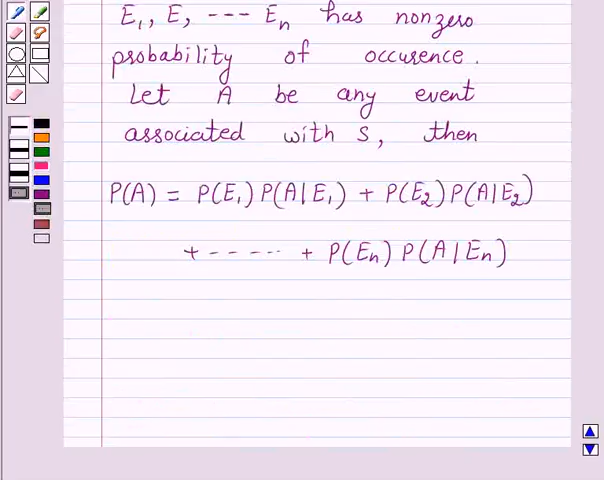 E₁, E, --- Eₙ has nonzero
probability of occurence.
Let A be any event
associated with S, then
P(A) = P(E₁) P(A|E₁) + P(E₂) P(A|E₂)
+ ----- + P(Eₙ) P(A|Eₙ)